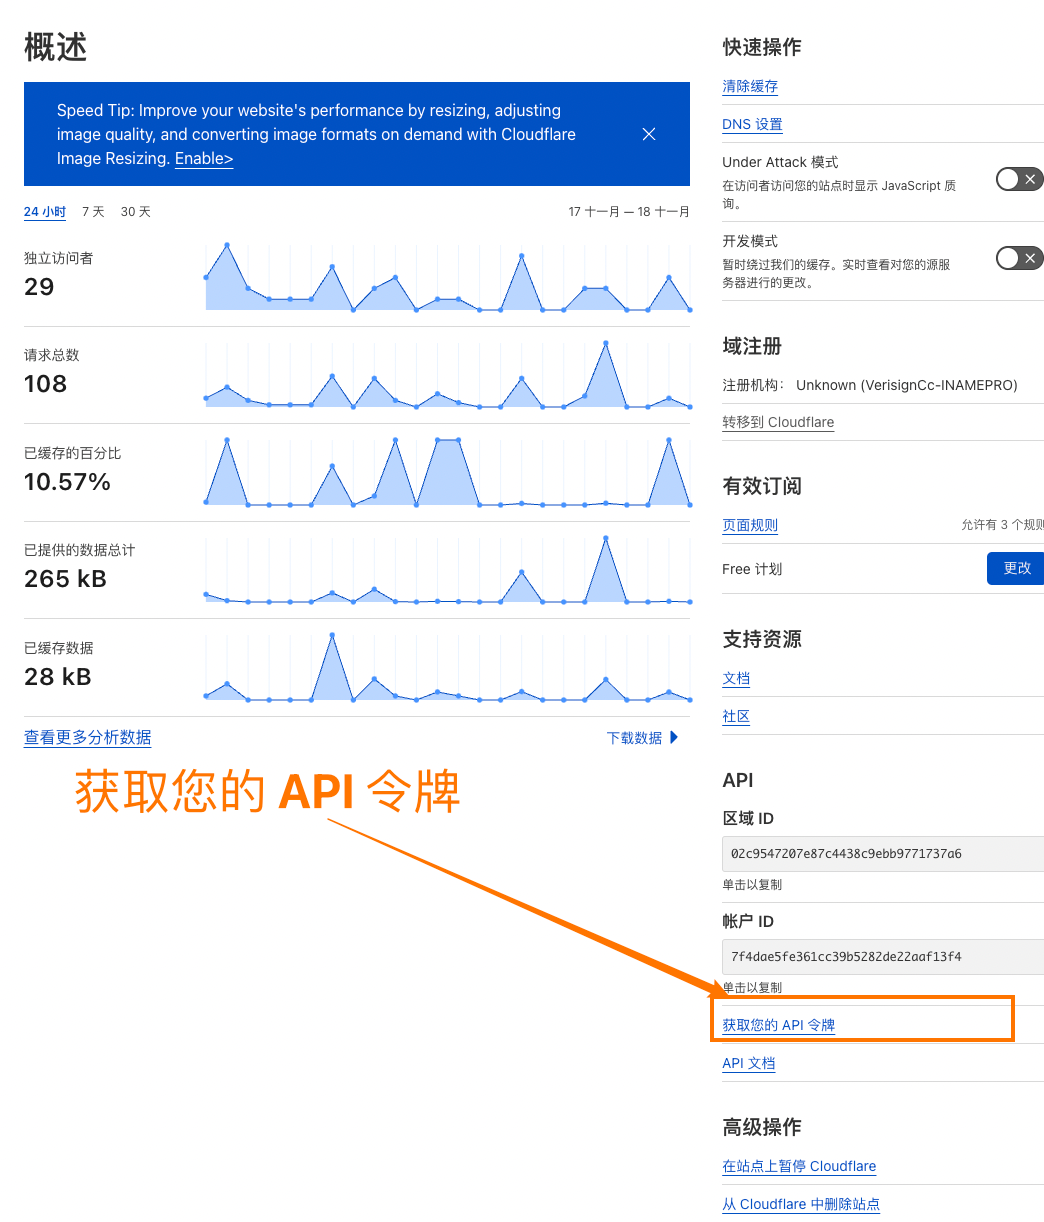 概述
Speed Tip: Improve your website's performance by resizing, adjusting
image quality, and converting image formats on demand with Cloudflare
Image Resizing. Enable>
24 小时 7 天 30 天 17 十一月 — 18 十一月
独立访问者
29
请求总数
108
已缓存的百分比
10.57%
已提供的数据总计
265 kB
已缓存数据
28 kB
查看更多分析数据 下载数据
获取您的 API 令牌
快速操作
清除缓存
DNS 设置
Under Attack 模式
在访问者访问您的站点时显示 JavaScript 质
询。
开发模式
暂时绕过我们的缓存。实时查看对您的源服
务器进行的更改。
域注册
注册机构： Unknown (VerisignCc-INAMEPRO)
转移到 Cloudflare
有效订阅
页面规则 允许有 3 个规则
Free 计划 更改
支持资源
文档
社区
API
区域 ID
02c9547207e87c4438c9ebb9771737a6
单击以复制
帐户 ID
7f4dae5fe361cc39b5282de22aaf13f4
单击以复制
获取您的 API 令牌
API 文档
高级操作
在站点上暂停 Cloudflare
从 Cloudflare 中删除站点